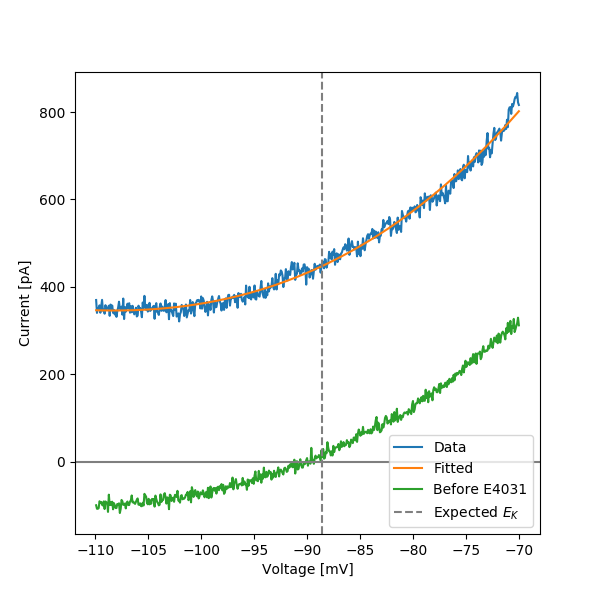 800
600
400
200
0
Current [pA]
Data
Fitted
Before E4031
Expected $E_K$
−110 −105 −100 −95 −90 −85 −80 −75 −70
Voltage [mV]